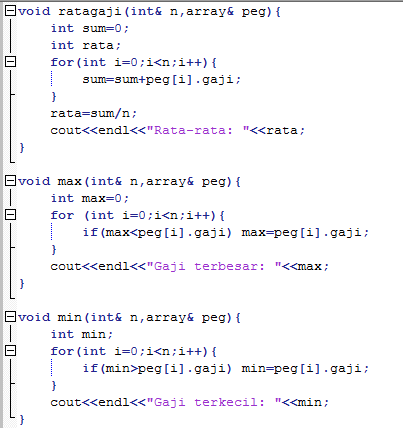 void ratagaji(int& n,array& peg){
int sum=0;
int rata;
for(int i=0;i<n;i++){
sum=sum+peg[i].gaji;
}
rata=sum/n;
cout<<endl<<"Rata-rata: "<<rata;
}
void max(int& n,array& peg){
int max=0;
for (int i=0;i<n;i++){
if(max<peg[i].gaji) max=peg[i].gaji;
}
cout<<endl<<"Gaji terbesar: "<<max;
}
void min(int& n,array& peg){
int min;
for(int i=0;i<n;i++){
if(min>peg[i].gaji) min=peg[i].gaji;
}
cout<<endl<<"Gaji terkecil: "<<min;
}